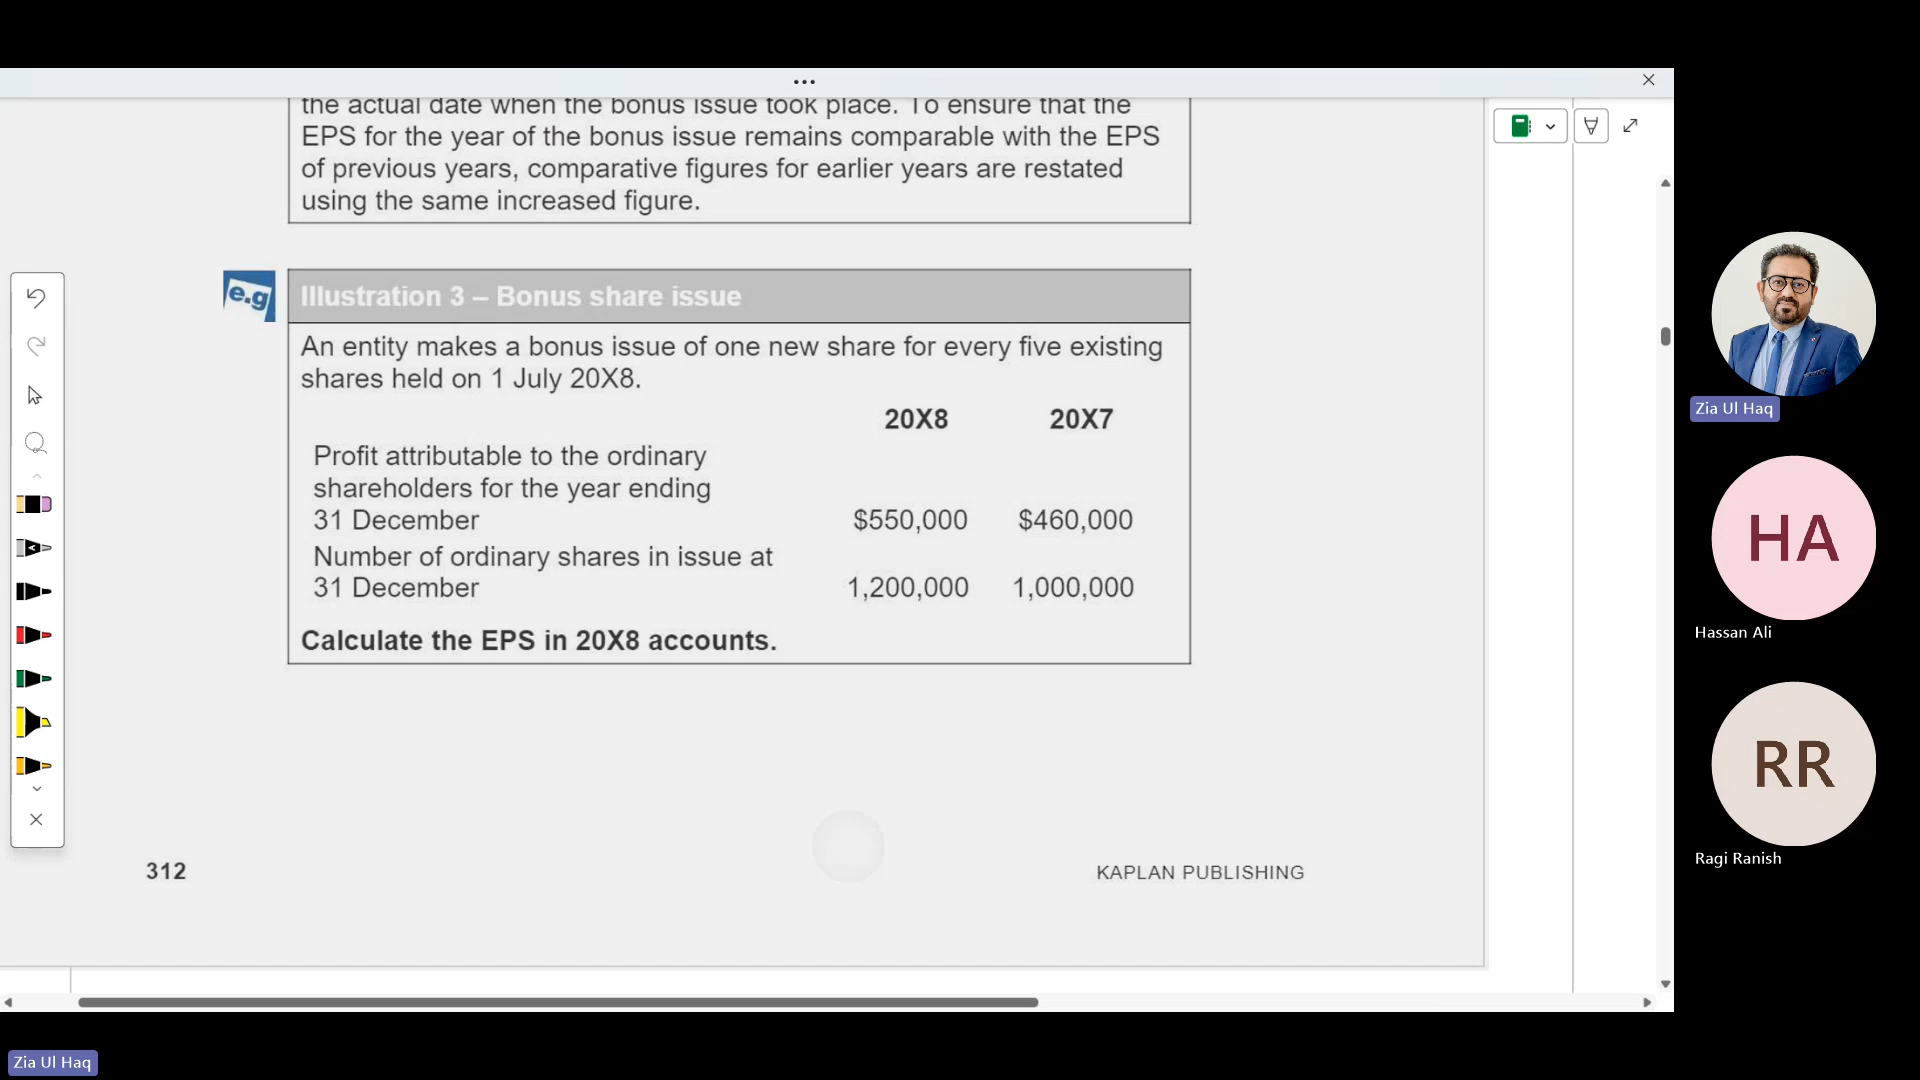 the actual date when the bonus issue took place. To ensure that the
EPS for the year of the bonus issue remains comparable with the EPS
of previous years, comparative figures for earlier years are restated
using the same increased figure.
e.g
Illustration 3 – Bonus share issue
An entity makes a bonus issue of one new share for every five existing
shares held on 1 July 20X8.
20X8 20X7
Profit attributable to the ordinary
shareholders for the year ending
31 December $550,000 $460,000
Number of ordinary shares in issue at
31 December 1,200,000 1,000,000
Calculate the EPS in 20X8 accounts.
312 KAPLAN PUBLISHING
Zia Ul Haq
HA
Hassan Ali
RR
Ragi Ranish
Zia Ul Haq